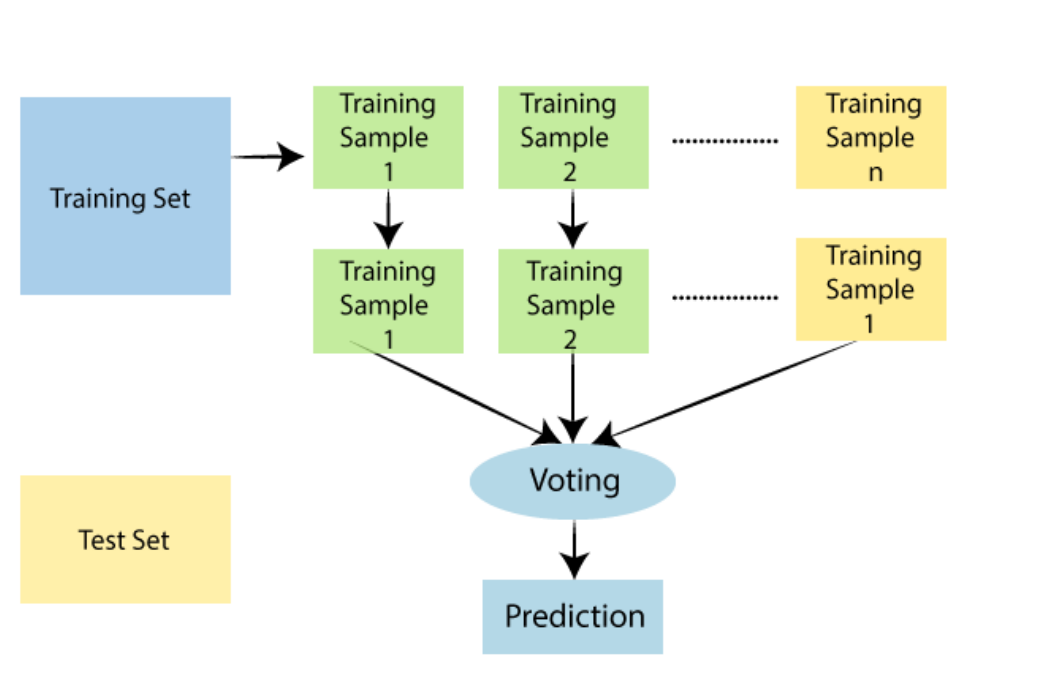 Training Set
Training
Sample
1
Training
Sample
2
Training
Sample
n
Training
Sample
1
Training
Sample
2
Training
Sample
1
Voting
Test Set
Prediction